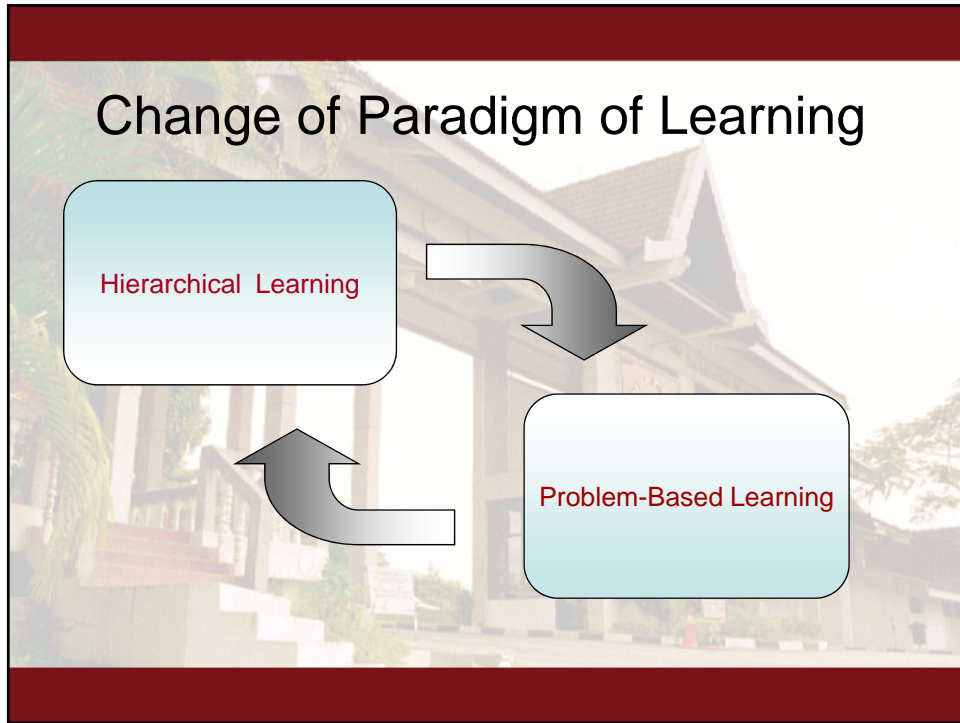 Change of Paradigm of Learning
Hierarchical Learning
Problem-Based Learning